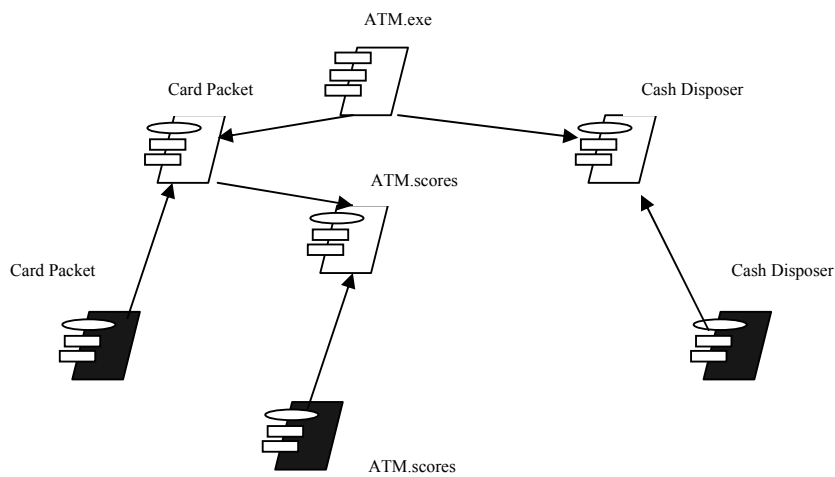 ATM.exe
Card Packet
Cash Disposer
ATM.scores
Card Packet
Cash Disposer
ATM.scores